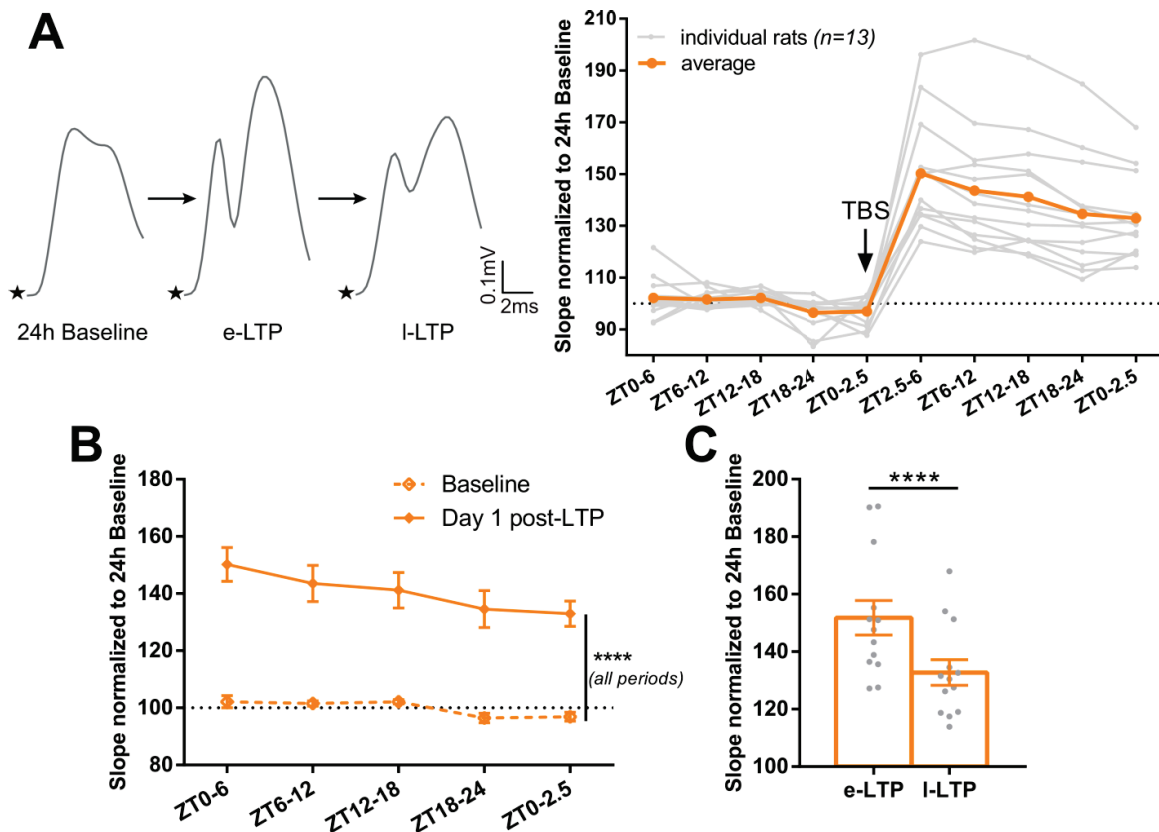 A
24h Baseline
e-LTP
l-LTP
0.1mV
2ms
Slope normalized to 24h Baseline
210
190
170
150
130
110
90
individual rats (n=13)
average
TBS
ZT0-6
ZT6-12
ZT12-18
ZT18-24
ZT0-2.5
ZT2.5-6
ZT6-12
ZT12-18
ZT18-24
ZT0-2.5
B
Slope normalized to 24h Baseline
180
160
140
120
100
80
Baseline
Day 1 post-LTP
****
(all periods)
ZT0-6
ZT6-12
ZT12-18
ZT18-24
ZT0-2.5
C
Slope normalized to 24h Baseline
200
180
160
140
120
100
****
e-LTP
l-LTP